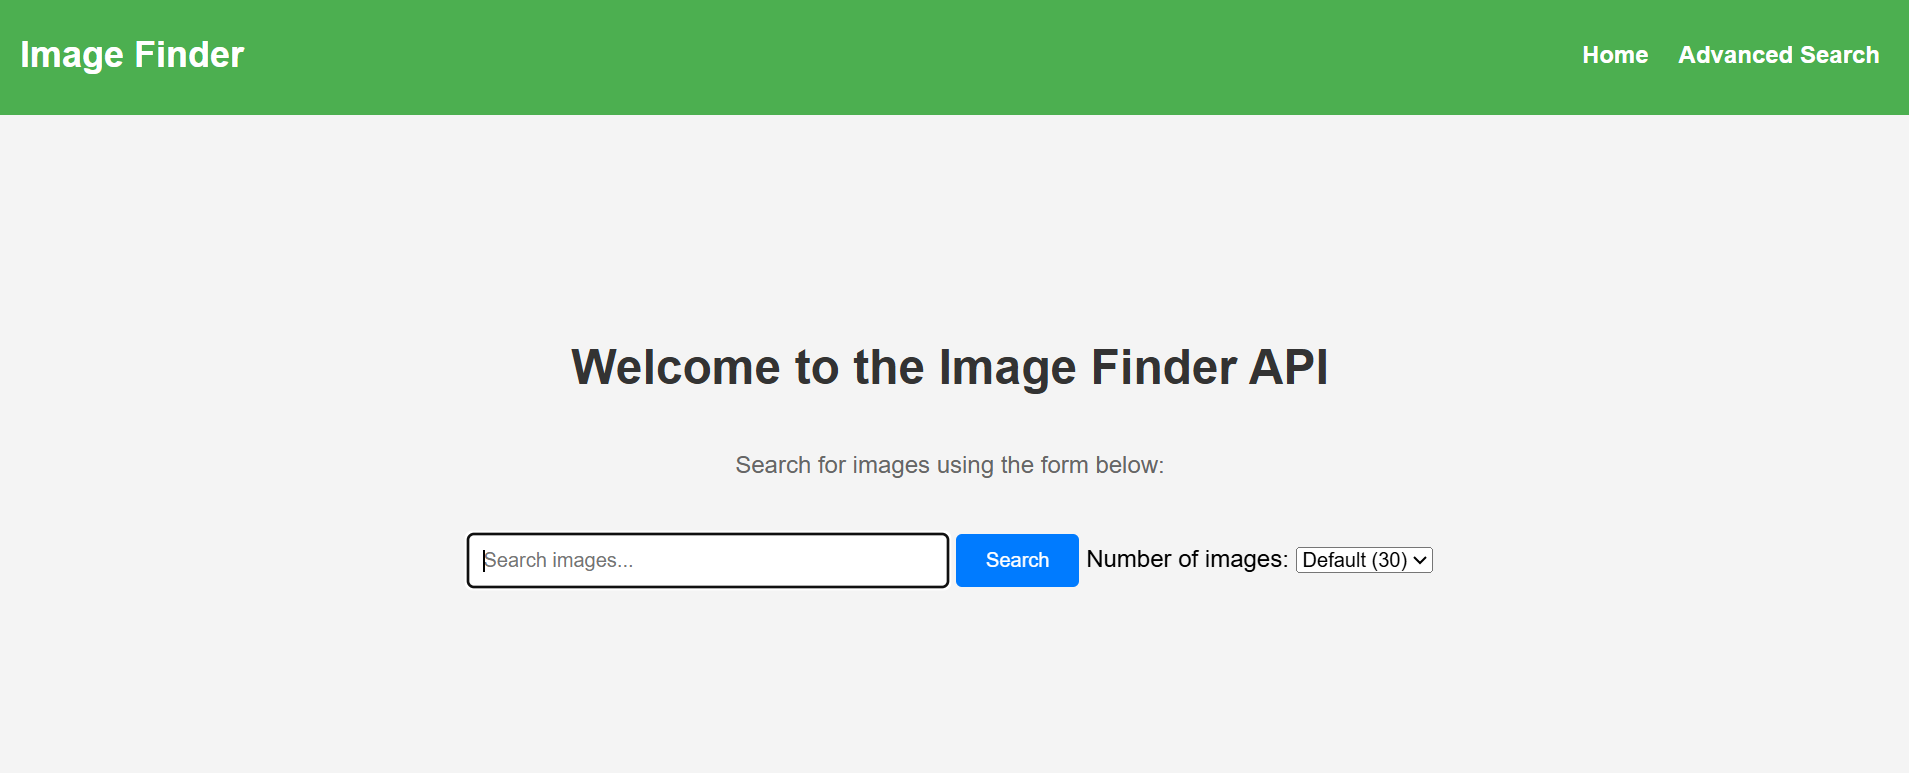 Image Finder
Home Advanced Search
Welcome to the Image Finder API
Search for images using the form below:
Search images... Search Number of images: Default (30)